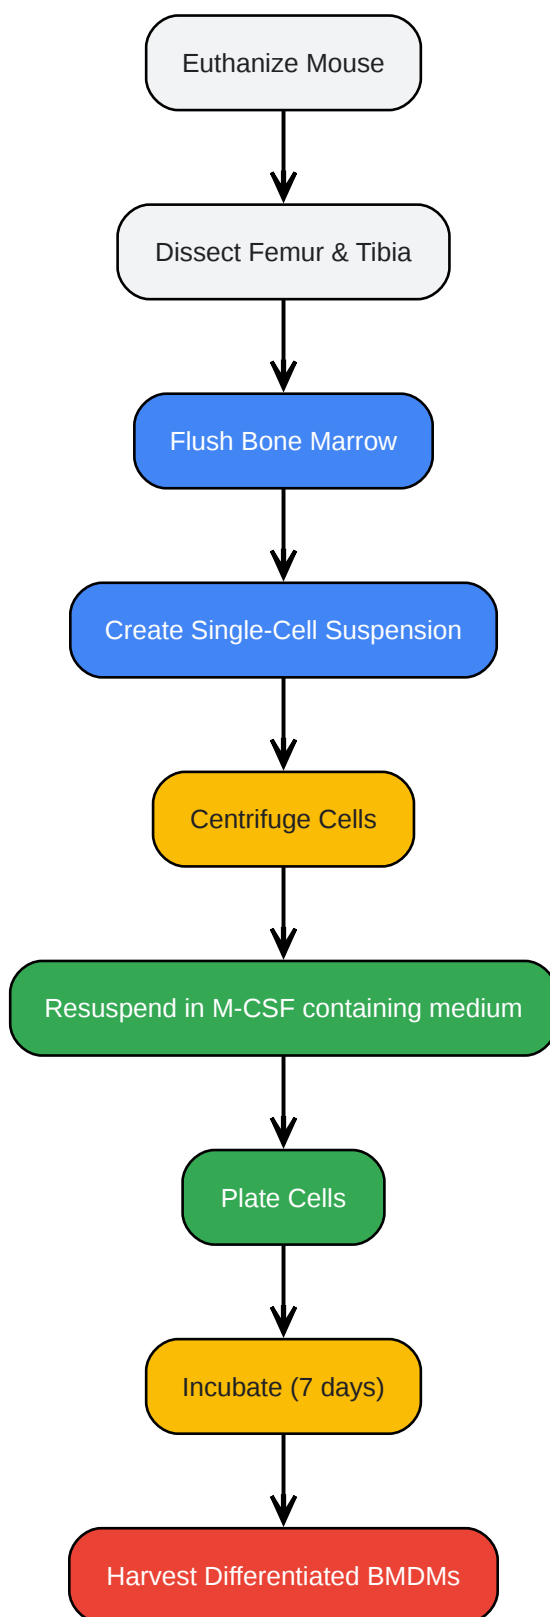 Euthanize Mouse
Dissect Femur & Tibia
Flush Bone Marrow
Create Single-Cell Suspension
Centrifuge Cells
Resuspend in M-CSF containing medium
Plate Cells
Incubate (7 days)
Harvest Differentiated BMDMs